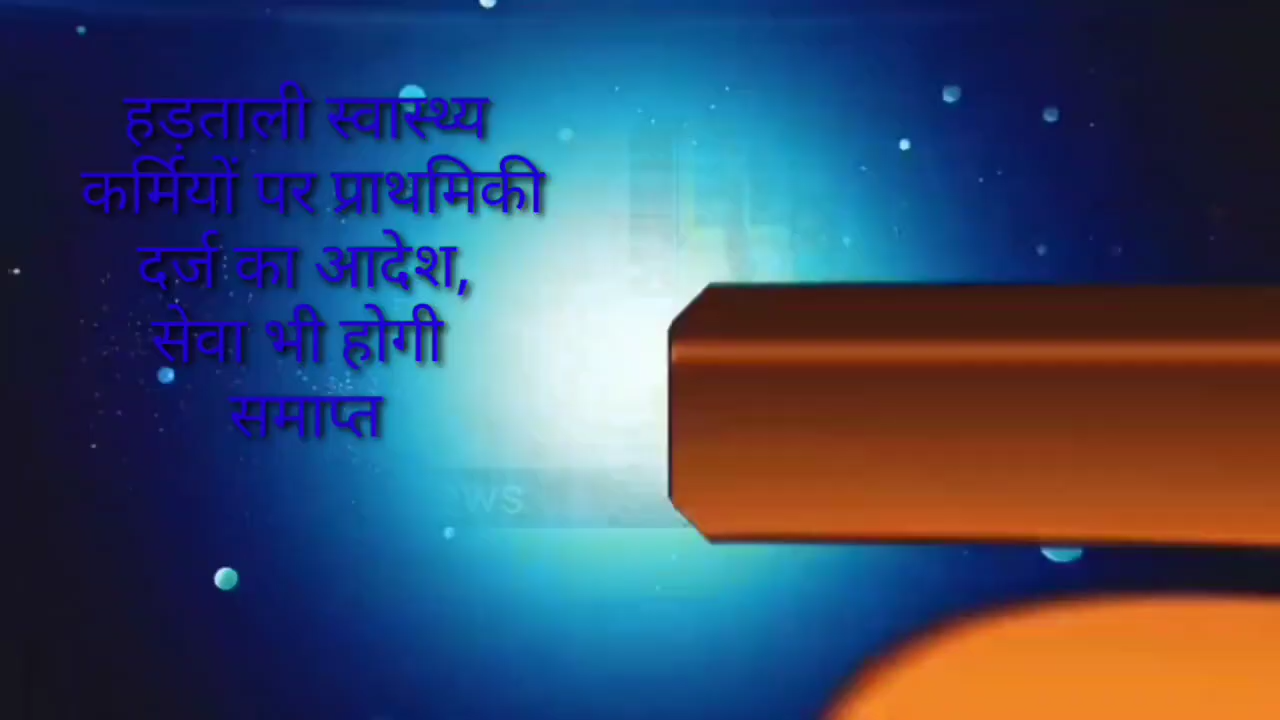 हड़ताली स्वास्थ्य
कर्मियों पर प्राथमिकी
दर्ज का आदेश,
सेवा भी होगी
समाप्त